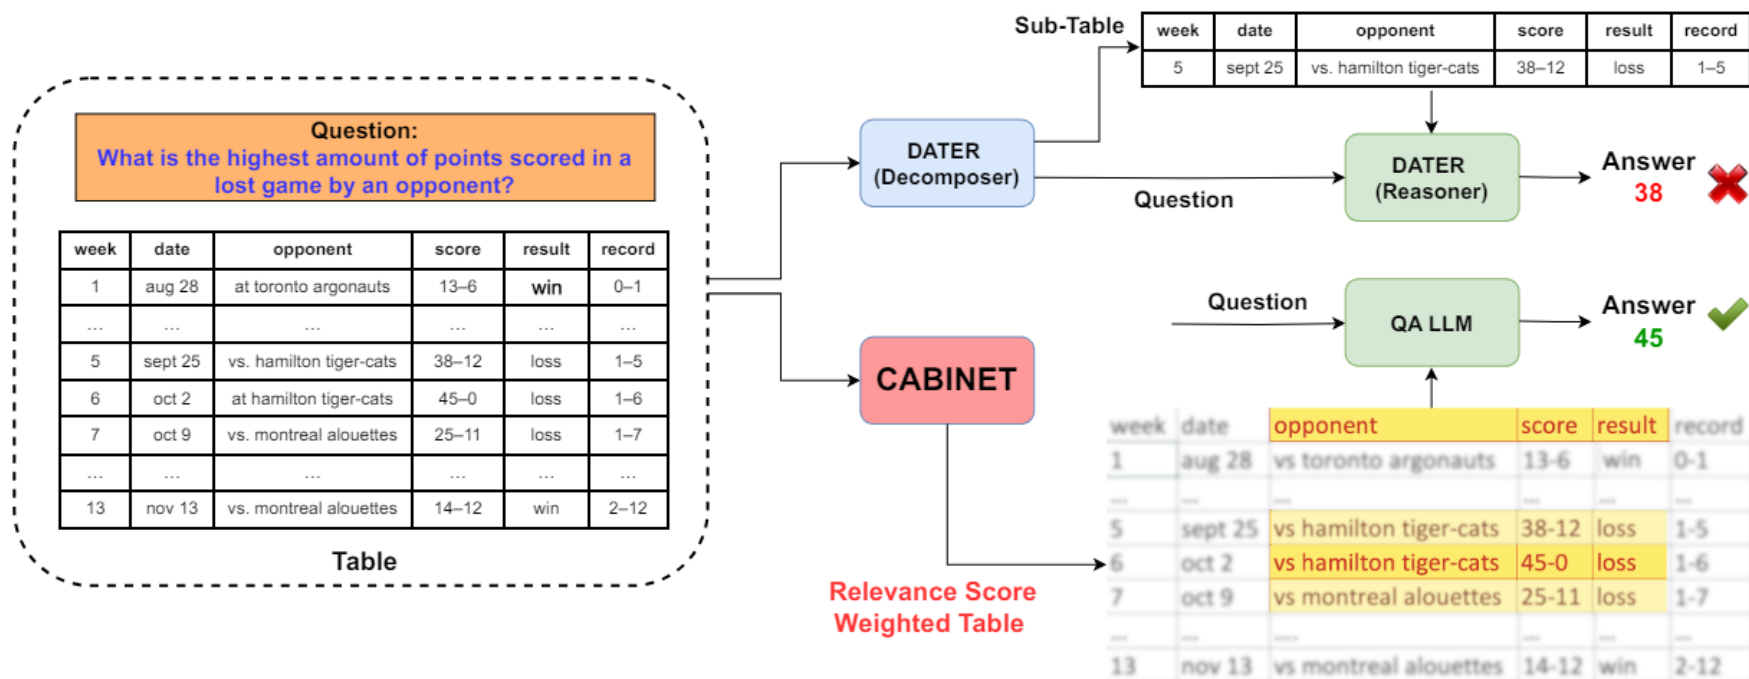 Question:
What is the highest amount of points scored in a
lost game by an opponent?
week date opponent score result record
1 aug 28 at toronto argonauts 13–6 win 0–1
... ... ... ... ... ...
5 sept 25 vs. hamilton tiger-cats 38–12 loss 1–5
6 oct 2 at hamilton tiger-cats 45–0 loss 1–6
7 oct 9 vs. montreal alouettes 25–11 loss 1–7
... ... ... ... ... ...
13 nov 13 vs. montreal alouettes 14–12 win 2–12
Table
DATER
(Decomposer)
Sub-Table
week date opponent score result record
5 sept 25 vs. hamilton tiger-cats 38–12 loss 1–5
Question
DATER
(Reasoner)
Answer
38
CABINET
Relevance Score
Weighted Table
Question
QA LLM
Answer
45
week date opponent score result record
1 aug 28 vs toronto argonauts 13-6 win 0-1
... ... ... ... ... ...
5 sept 25 vs hamilton tiger-cats 38-12 loss 1-5
6 oct 2 vs hamilton tiger-cats 45-0 loss 1-6
7 oct 9 vs montreal alouettes 25-11 loss 1-7
... ... .... ... ... ...
13 nov 13 vs montreal alouettes 14-12 win 2-12